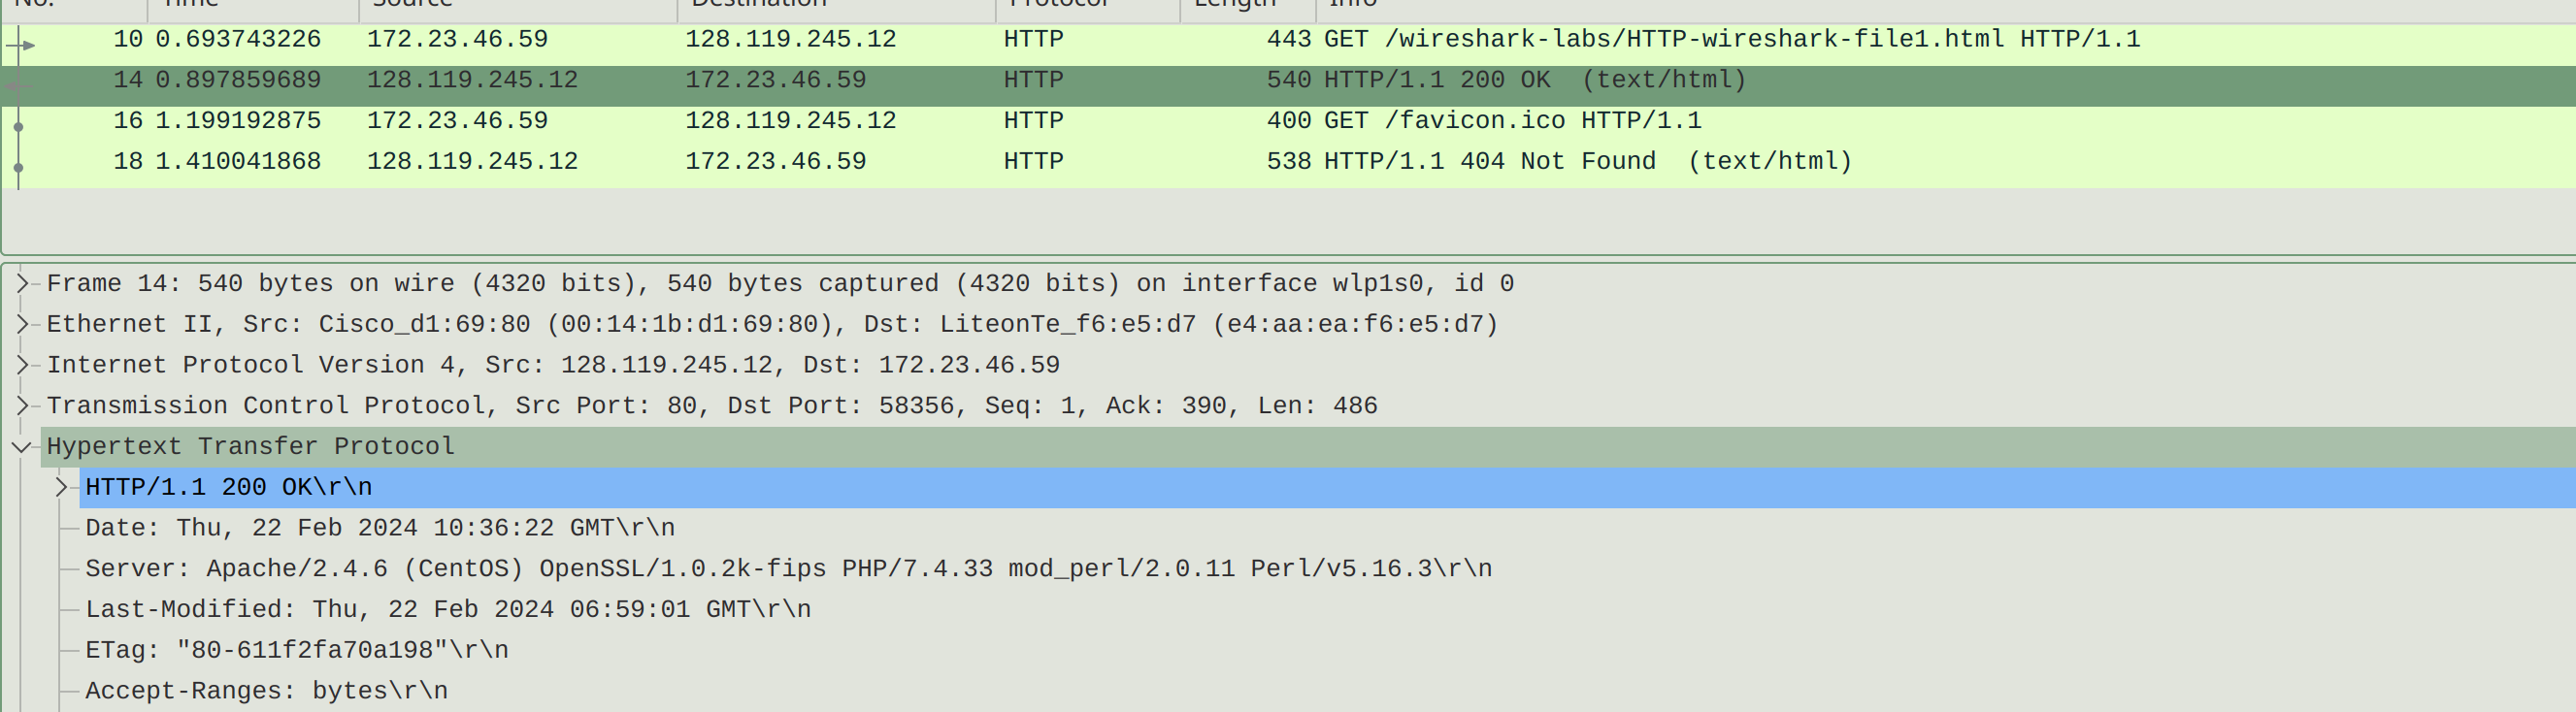 No. Time Source Destination Protocol Length Info
10 0.693743226 172.23.46.59 128.119.245.12 HTTP 443 GET /wireshark-labs/HTTP-wireshark-file1.html HTTP/1.1
14 0.897859689 128.119.245.12 172.23.46.59 HTTP 540 HTTP/1.1 200 OK  (text/html)
16 1.199192875 172.23.46.59 128.119.245.12 HTTP 400 GET /favicon.ico HTTP/1.1
18 1.410041868 128.119.245.12 172.23.46.59 HTTP 538 HTTP/1.1 404 Not Found  (text/html)
Frame 14: 540 bytes on wire (4320 bits), 540 bytes captured (4320 bits) on interface wlp1s0, id 0
Ethernet II, Src: Cisco_d1:69:80 (00:14:1b:d1:69:80), Dst: LiteonTe_f6:e5:d7 (e4:aa:ea:f6:e5:d7)
Internet Protocol Version 4, Src: 128.119.245.12, Dst: 172.23.46.59
Transmission Control Protocol, Src Port: 80, Dst Port: 58356, Seq: 1, Ack: 390, Len: 486
Hypertext Transfer Protocol
HTTP/1.1 200 OK\r\n
Date: Thu, 22 Feb 2024 10:36:22 GMT\r\n
Server: Apache/2.4.6 (CentOS) OpenSSL/1.0.2k-fips PHP/7.4.33 mod_perl/2.0.11 Perl/v5.16.3\r\n
Last-Modified: Thu, 22 Feb 2024 06:59:01 GMT\r\n
ETag: "80-611f2fa70a198"\r\n
Accept-Ranges: bytes\r\n